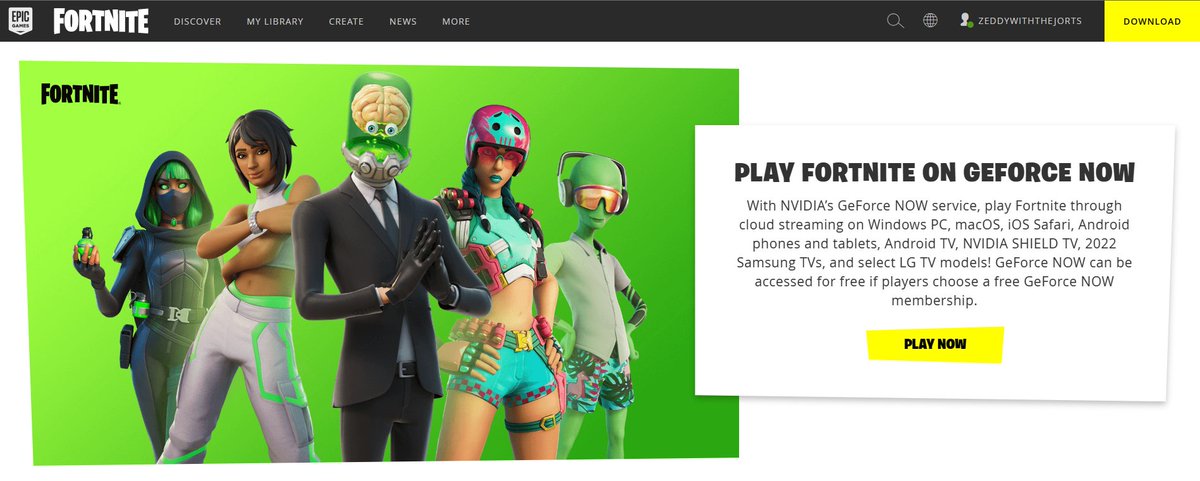 EPIC GAMES
FORTNITE
DISCOVER
MY LIBRARY
CREATE
NEWS
MORE
ZEDDYWITHTHEJORTS
DOWNLOAD
FORTNITE
PLAY FORTNITE ON GEFORCE NOW
With NVIDIA’s GeForce NOW service, play Fortnite through
cloud streaming on Windows PC, macOS, iOS Safari, Android
phones and tablets, Android TV, NVIDIA SHIELD TV, 2022
Samsung TVs, and select LG TV models! GeForce NOW can be
accessed for free if players choose a free GeForce NOW
membership.
PLAY NOW